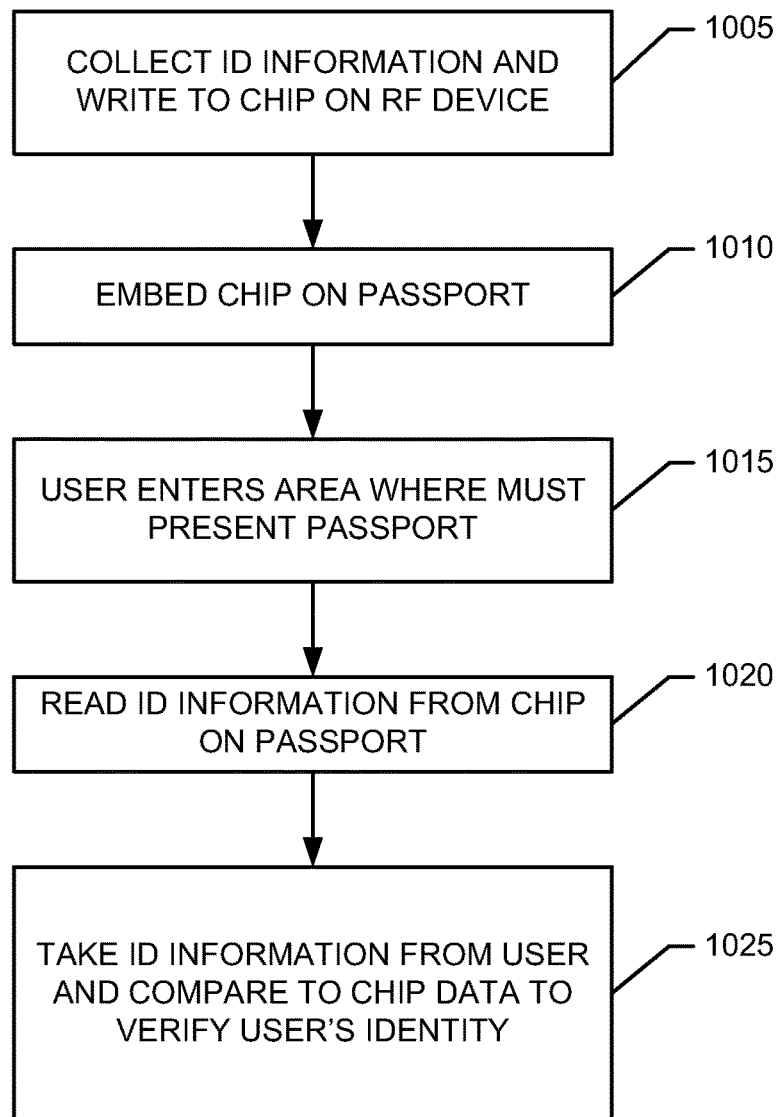 COLLECT ID INFORMATION AND
WRITE TO CHIP ON RF DEVICE
1005
EMBED CHIP ON PASSPORT
1010
USER ENTERS AREA WHERE MUST
PRESENT PASSPORT
1015
READ ID INFORMATION FROM CHIP
ON PASSPORT
1020
TAKE ID INFORMATION FROM USER
AND COMPARE TO CHIP DATA TO
VERIFY USER'S IDENTITY
1025